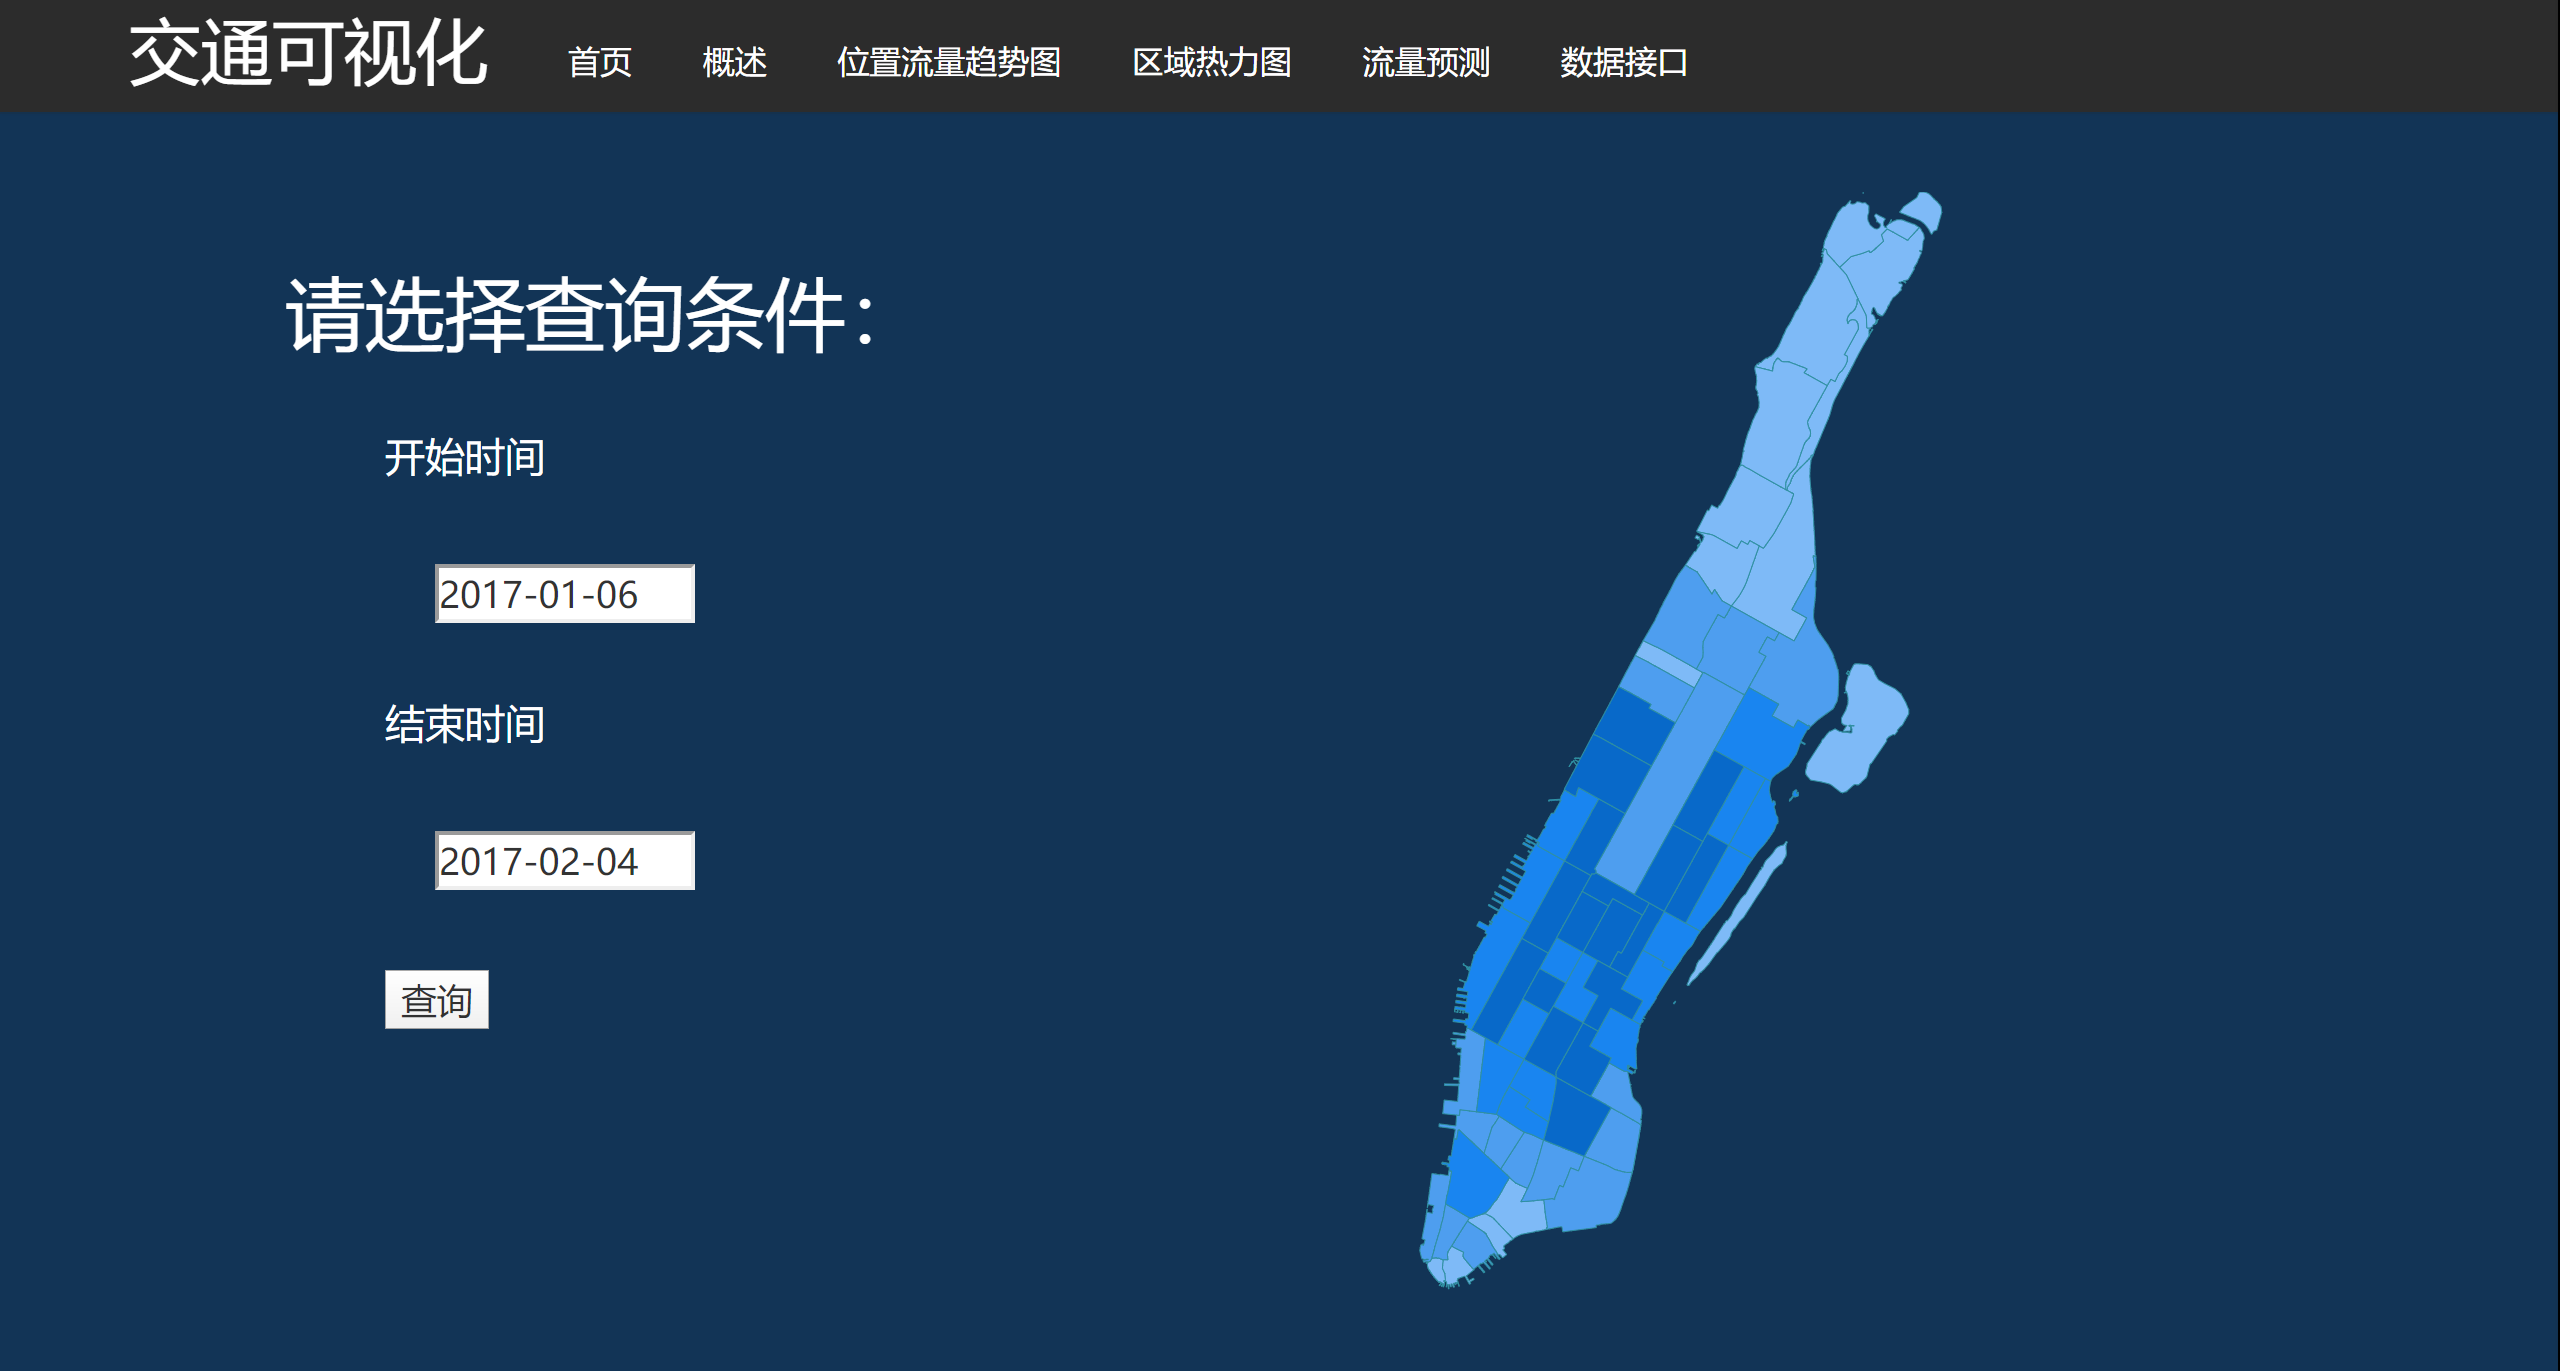 交通可视化 首页 概述 位置流量趋势图 区域热力图 流量预测 数据接口
请选择查询条件：
开始时间
2017-01-06
结束时间
2017-02-04
查询